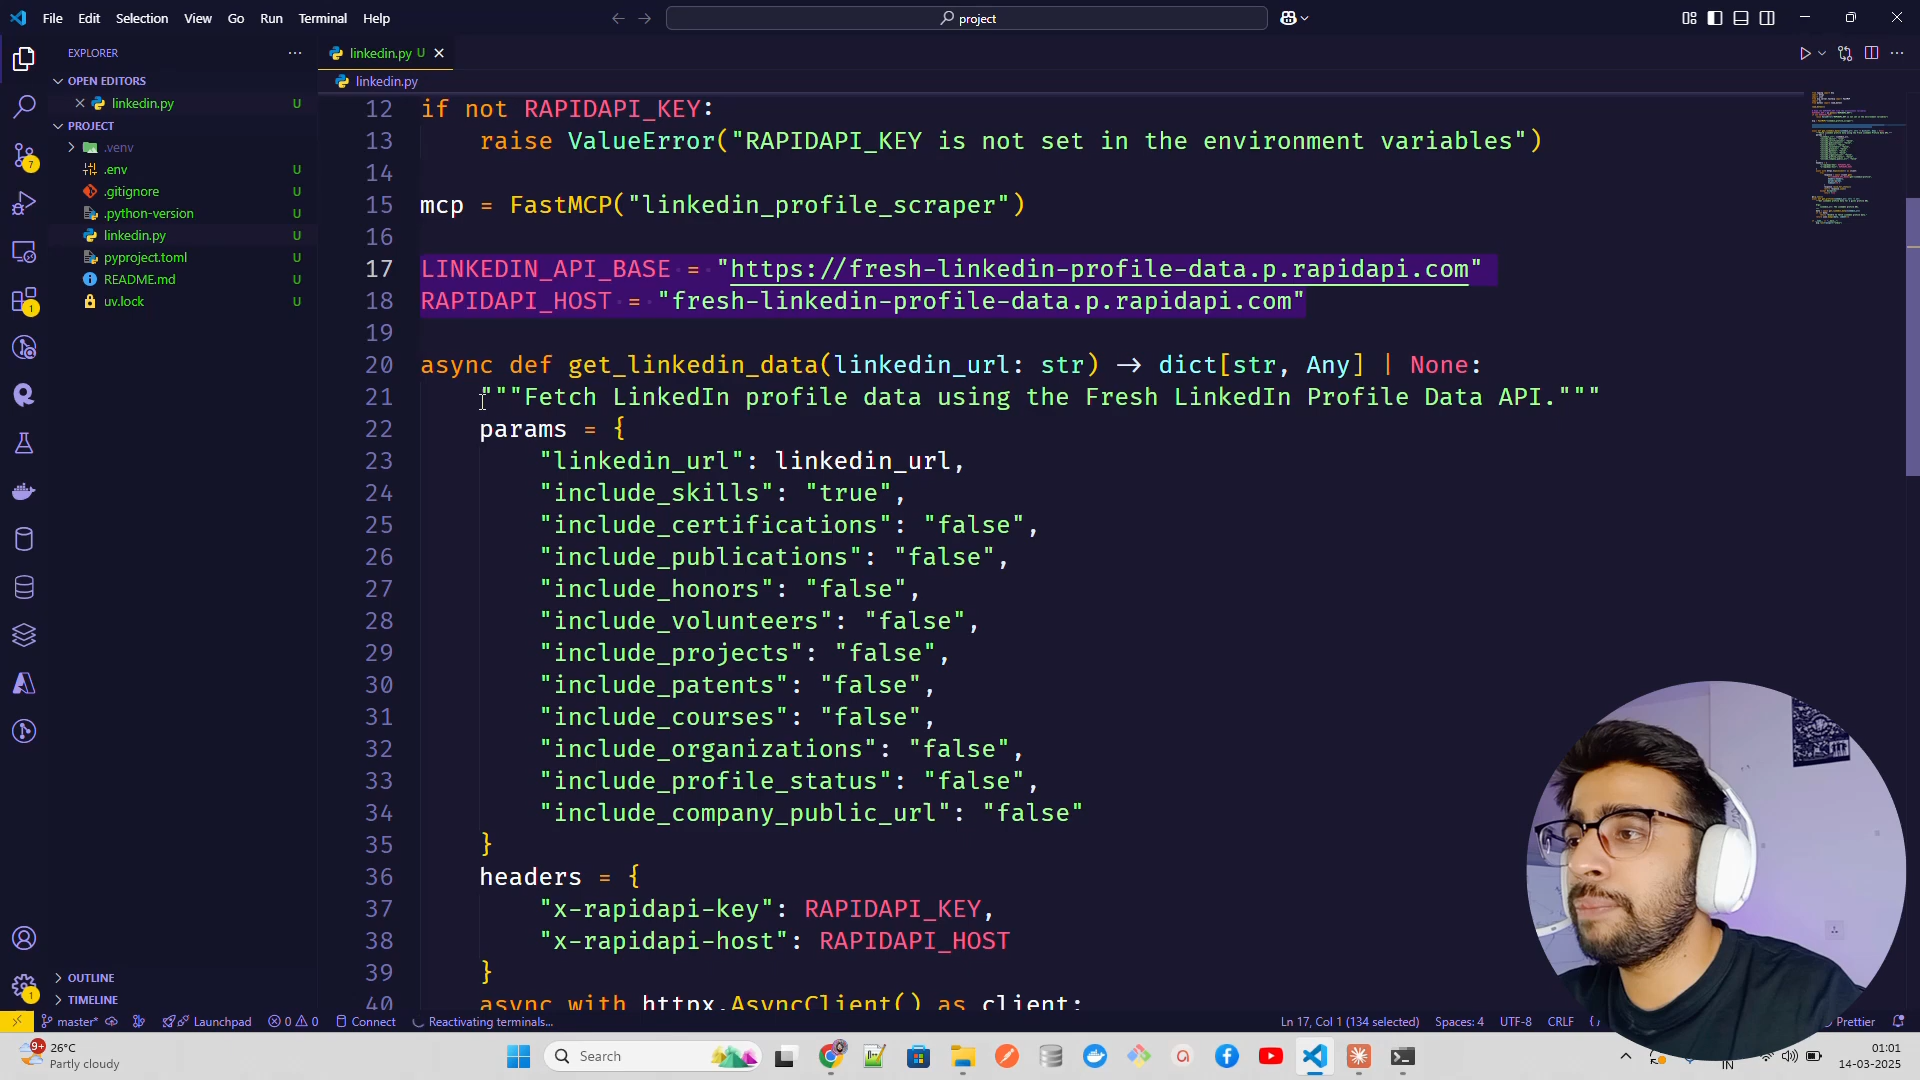 File Edit Selection View Go Run Terminal Help
project
EXPLORER
OPEN EDITORS
linkedin.py U
PROJECT
.venv
.env U
.gitignore U
.python-version U
linkedin.py U
pyproject.toml U
README.md U
uv.lock U
OUTLINE
TIMELINE
7
1
1
linkedin.py U
linkedin.py
12 if not RAPIDAPI_KEY:
13 raise ValueError("RAPIDAPI_KEY is not set in the environment variables")
14
15 mcp = FastMCP("linkedin_profile_scraper")
16
17 LINKEDIN_API_BASE = "https://fresh-linkedin-profile-data.p.rapidapi.com"
18 RAPIDAPI_HOST = "fresh-linkedin-profile-data.p.rapidapi.com"
19
20 async def get_linkedin_data(linkedin_url: str) -> dict[str, Any] | None:
21 """Fetch LinkedIn profile data using the Fresh LinkedIn Profile Data API."""
22 params = {
23 "linkedin_url": linkedin_url,
24 "include_skills": "true",
25 "include_certifications": "false",
26 "include_publications": "false",
27 "include_honors": "false",
28 "include_volunteers": "false",
29 "include_projects": "false",
30 "include_patents": "false",
31 "include_courses": "false",
32 "include_organizations": "false",
33 "include_profile_status": "false",
34 "include_company_public_url": "false"
35 }
36 headers = {
37 "x-rapidapi-key": RAPIDAPI_KEY,
38 "x-rapidapi-host": RAPIDAPI_HOST
39 }
40 async with httpx.AsyncClient() as client:
master* Launchpad 0 0 Connect Reactivating terminals... Ln 17, Col 1 (134 selected) Spaces: 4 UTF-8 CRLF { Prettier
9+ 26°C
Partly cloudy
Search
IN
01:01
14-03-2025